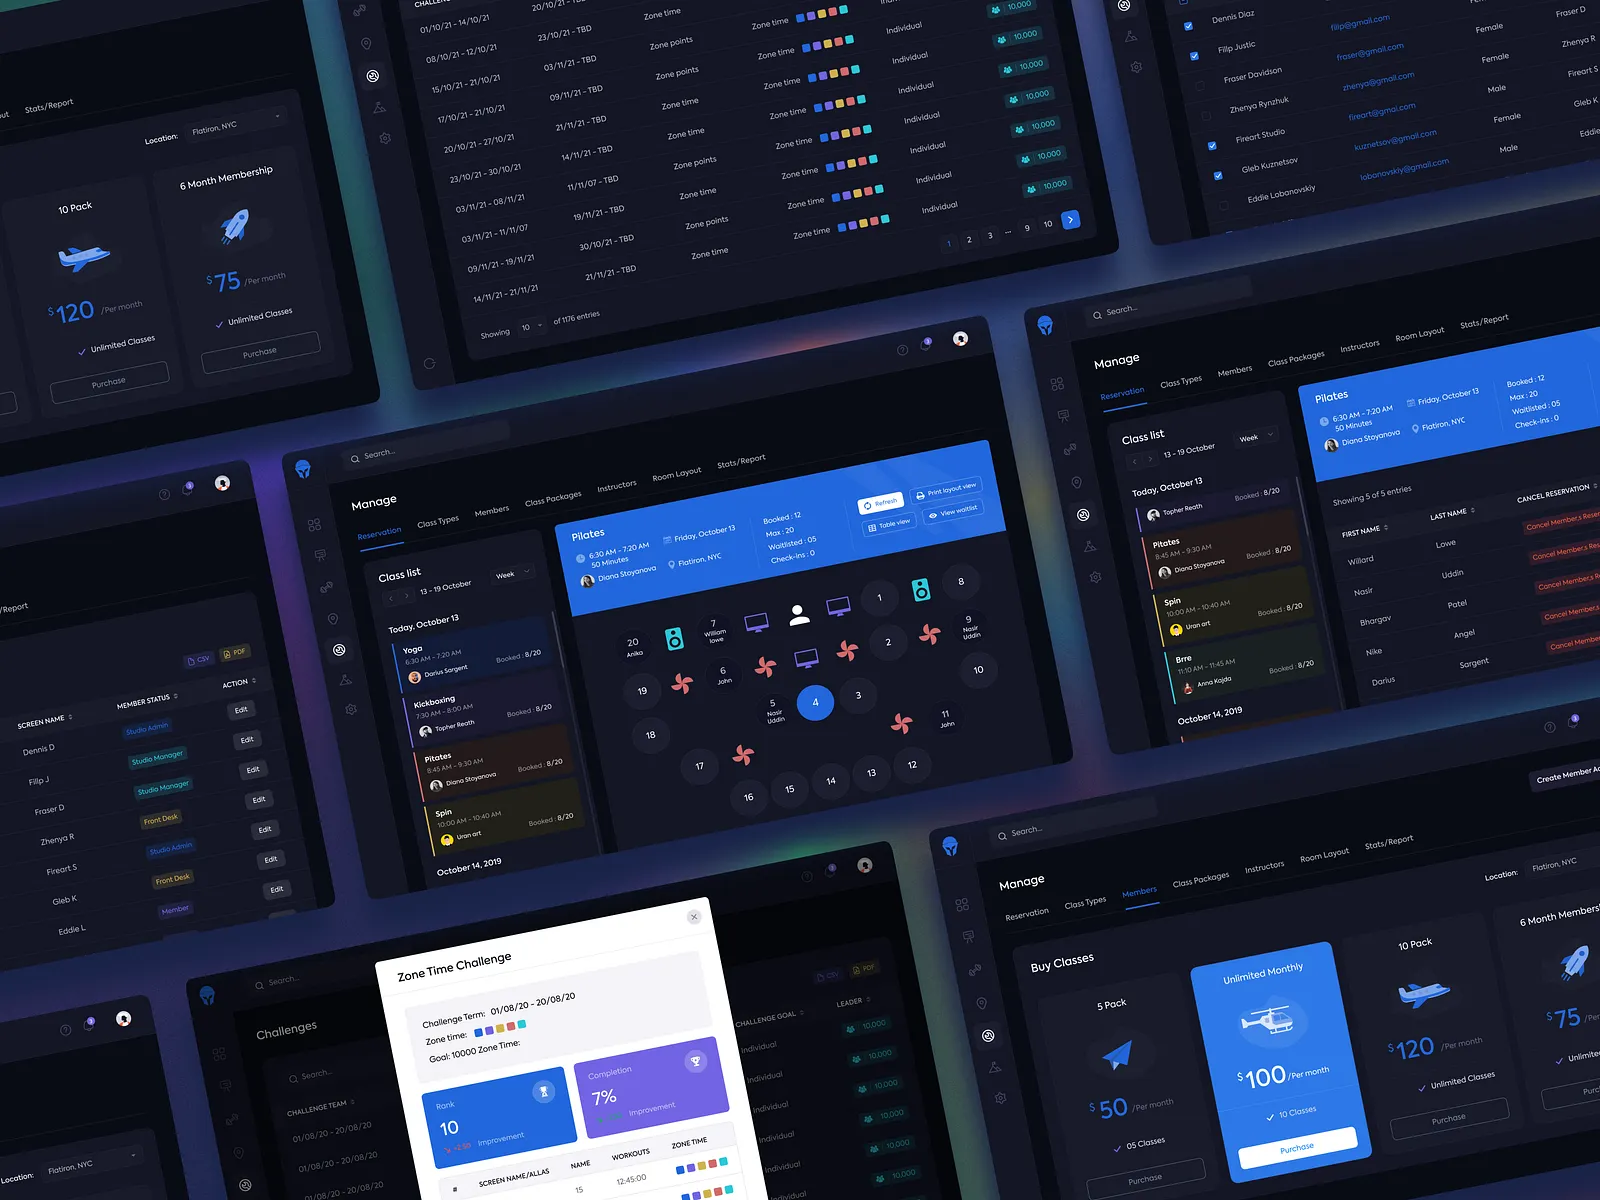 Stats/Report
Location:
Flatiron, NYC
10 Pack
$120 /Per month
Unlimited Classes
Purchase
6 Month Membership
$75 /Per month
Unlimited Classes
Purchase
01/10/21 - 14/10/21
08/10/21 - 12/10/21
15/10/21 - 21/10/21
17/10/21 - 21/10/21
20/10/21 - 27/10/21
23/10/21 - 30/10/21
03/11/21 - 08/11/21
03/11/21 - 11/11/07
09/11/21 - 19/11/21
14/11/21 - 21/11/21
23/10/21 - TBD
03/11/21 - TBD
09/11/21 - TBD
21/11/21 - TBD
14/11/21 - TBD
11/11/07 - TBD
19/11/21 - TBD
30/10/21 - TBD
21/11/21 - TBD
Zone time
Zone points
Zone points
Zone time
Zone time
Zone points
Zone time
Zone points
Zone time
Zone time
Zone time
Zone time
Zone time
Zone time
Zone time
Zone time
Zone time
Individual
Individual
Individual
Individual
Individual
Individual
Individual
10,000
10,000
10,000
10,000
10,000
10,000
10,000
Showing 10 of 1176 entries
1 2 3 ... 9 10
Dennis Diaz
Filip Justic
Fraser Davidson
Zhenya Rynzhuk
Fireart Studio
Gleb Kuznetsov
Eddie Lobanovskiy
filip@gmail.com
fraser@gmail.com
zhenya@gmail.com
fireart@gmai.com
kuznetsov@gmail.com
lobanovskiy@gmail.com
Female
Female
Male
Female
Male
Fraser D
Zhenya R
Fireart S
Gleb K
Eddie
/Report
CSV
PDF
SCREEN NAME
MEMBER STATUS
ACTION
Dennis D
Studio Admin
Edit
Filip J
Studio Manager
Edit
Fraser D
Studio Manager
Edit
Zhenya R
Front Desk
Edit
Fireart S
Studio Admin
Edit
Gleb K
Front Desk
Edit
Eddie L
Member
Edit
Search...
Manage
Reservation
Class Types
Members
Class Packages
Instructors
Room Layout
Stats/Report
Class list
13 - 19 October
Week
Today, October 13
Yoga
6:30 AM - 7:20 AM
Darius Sargent
Booked : 8/20
Kickboxing
7:30 AM - 8:00 AM
Topher Reath
Booked : 8/20
Pitates
8:45 AM - 9:30 AM
Diana Stoyanova
Booked : 8/20
Spin
10:00 AM - 10:40 AM
Uran art
Booked : 8/20
October 14, 2019
Pilates
6:30 AM - 7:20 AM
50 Minutes
Diana Stoyanova
Friday, October 13
Flatiron, NYC
Booked : 12
Max : 20
Waitlisted : 05
Check-ins : 0
Refresh
Print layout view
Table view
View waitlist
20
Anika
7
William
lowe
1
8
19
6
John
2
9
Nasir
Uddin
18
5
Nasir
Uddin
4
3
10
17
11
John
16
15
14
13
12
Search...
Manage
Reservation
Class Types
Members
Class Packages
Instructors
Room Layout
Stats/Report
Class list
13 - 19 October
Week
Today, October 13
Topher Reath
Booked : 8/20
Pitates
8:45 AM - 9:30 AM
Diana Stoyanova
Booked : 8/20
Spin
10:00 AM - 10:40 AM
Uran art
Booked : 8/20
Brre
11:10 AM - 11:45 AM
Anna Kajda
Booked : 8/20
October 14, 2019
Pilates
6:30 AM - 7:20 AM
50 Minutes
Diana Stoyanova
Friday, October 13
Flatiron, NYC
Booked : 12
Max : 20
Waitlisted : 05
Check-ins : 0
Showing 5 of 5 entries
FIRST NAME
LAST NAME
CANCEL RESERVATION
Willard
Lowe
Nasir
Uddin
Bhargav
Patel
Nike
Angel
Darius
Sargent
Location:
Flatiron, NYC
Search...
Challenges
Search...
CHALLENGE TEAM
01/08/20 - 20/08/20
01/08/20 - 20/08/20
01/08/20 - 20/08/20
Zone Time Challenge
Challenge Term: 01/08/20 - 20/08/20
Zone time:
Goal: 10000 Zone Time:
Rank
10
Improvement
Completion
7%
Improvement
#
SCREEN NAME/ALLAS
NAME
WORKOUTS
ZONE TIME
15
12:45:00
CSV
PDF
CHALLENGE GOAL
LEADER
Individual
10,000
Individual
10,000
Individual
10,000
Individual
10,000
Individual
10,000
Individual
10,000
Create Member Ac
Search...
Manage
Reservation
Class Types
Members
Class Packages
Instructors
Room Layout
Stats/Report
Location:
Flatiron, NYC
Buy Classes
5 Pack
$50 /Per month
05 Classes
Purchase
Unlimited Monthly
$100 /Per month
10 Classes
Purchase
10 Pack
$120 /Per month
Unlimited Classes
Purchase
6 Month Membersh
$75 /Per
Unlimited